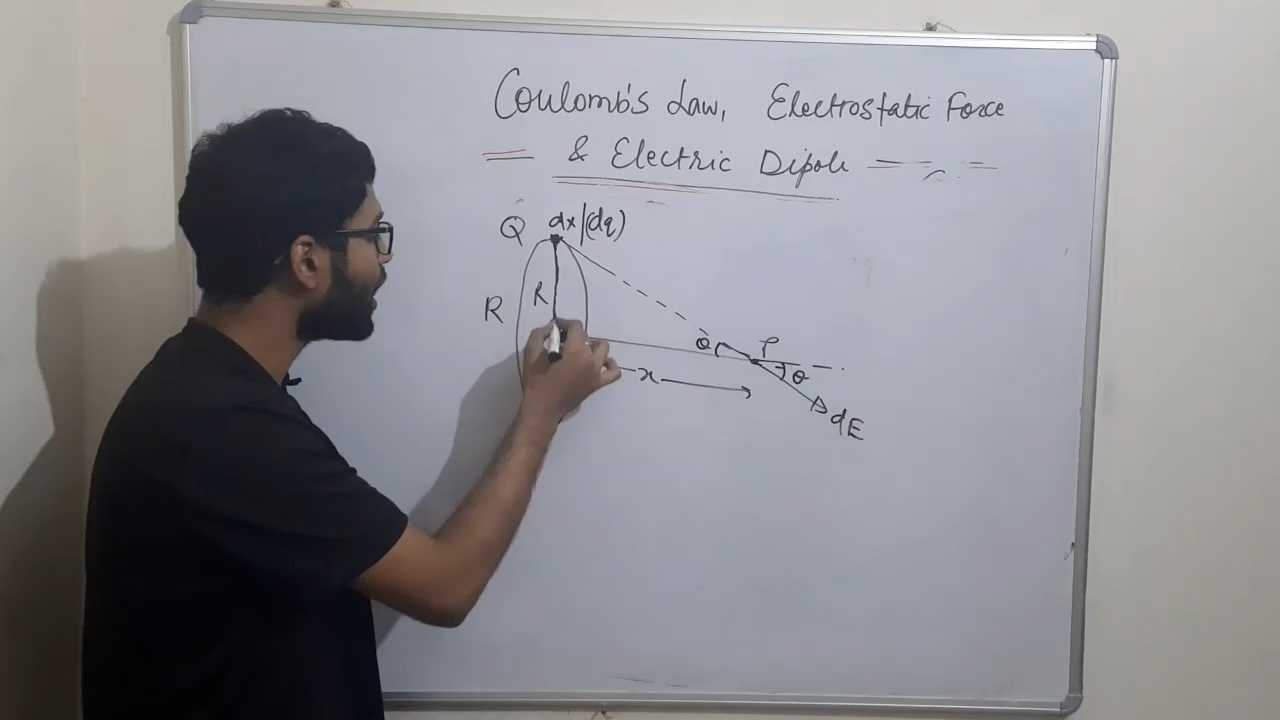 Coulomb's Law, Electrostatic Force
& Electric Dipole
Q dx|(dq)
R
R
θ P
x θ
dE